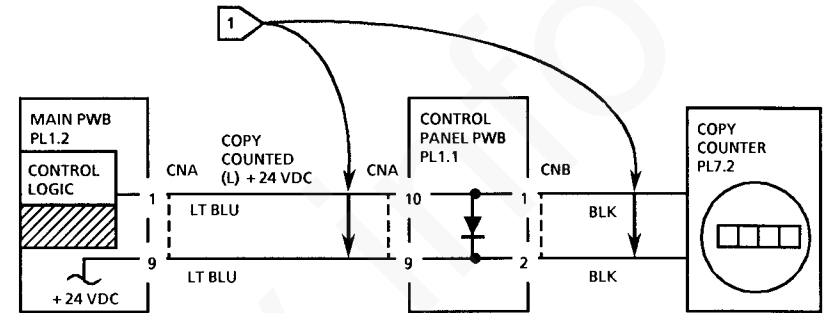 1
MAIN PWB
PL1.2
CONTROL
LOGIC
CNA
1
9
LT BLU
LT BLU
+ 24 VDC
COPY
COUNTED
(L) + 24 VDC
CNA
10
9
CONTROL
PANEL PWB
PL1.1
1
2
CNB
BLK
BLK
COPY
COUNTER
PL7.2